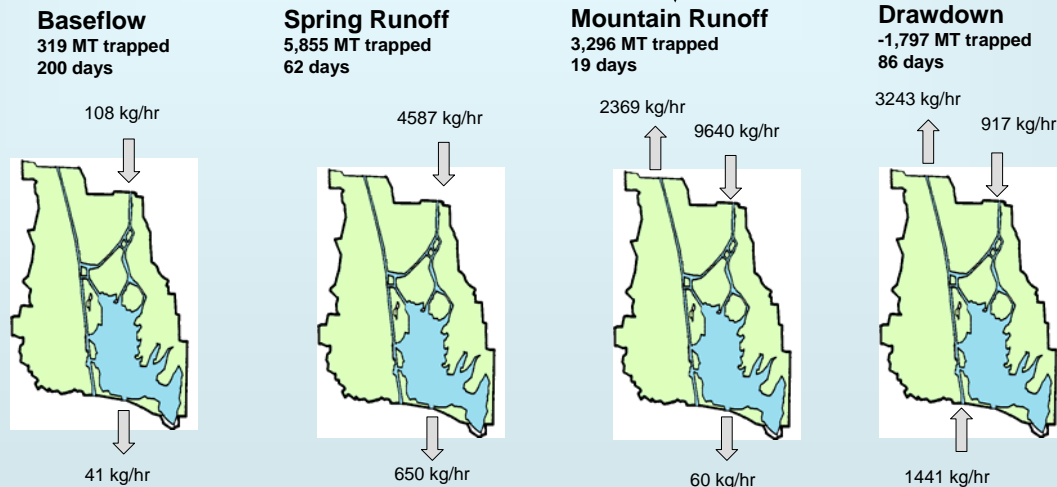 Baseflow
319 MT trapped
200 days
108 kg/hr
41 kg/hr
Spring Runoff
5,855 MT trapped
62 days
4587 kg/hr
650 kg/hr
Mountain Runoff
3,296 MT trapped
19 days
2369 kg/hr
9640 kg/hr
60 kg/hr
Drawdown
-1,797 MT trapped
86 days
3243 kg/hr
917 kg/hr
1441 kg/hr